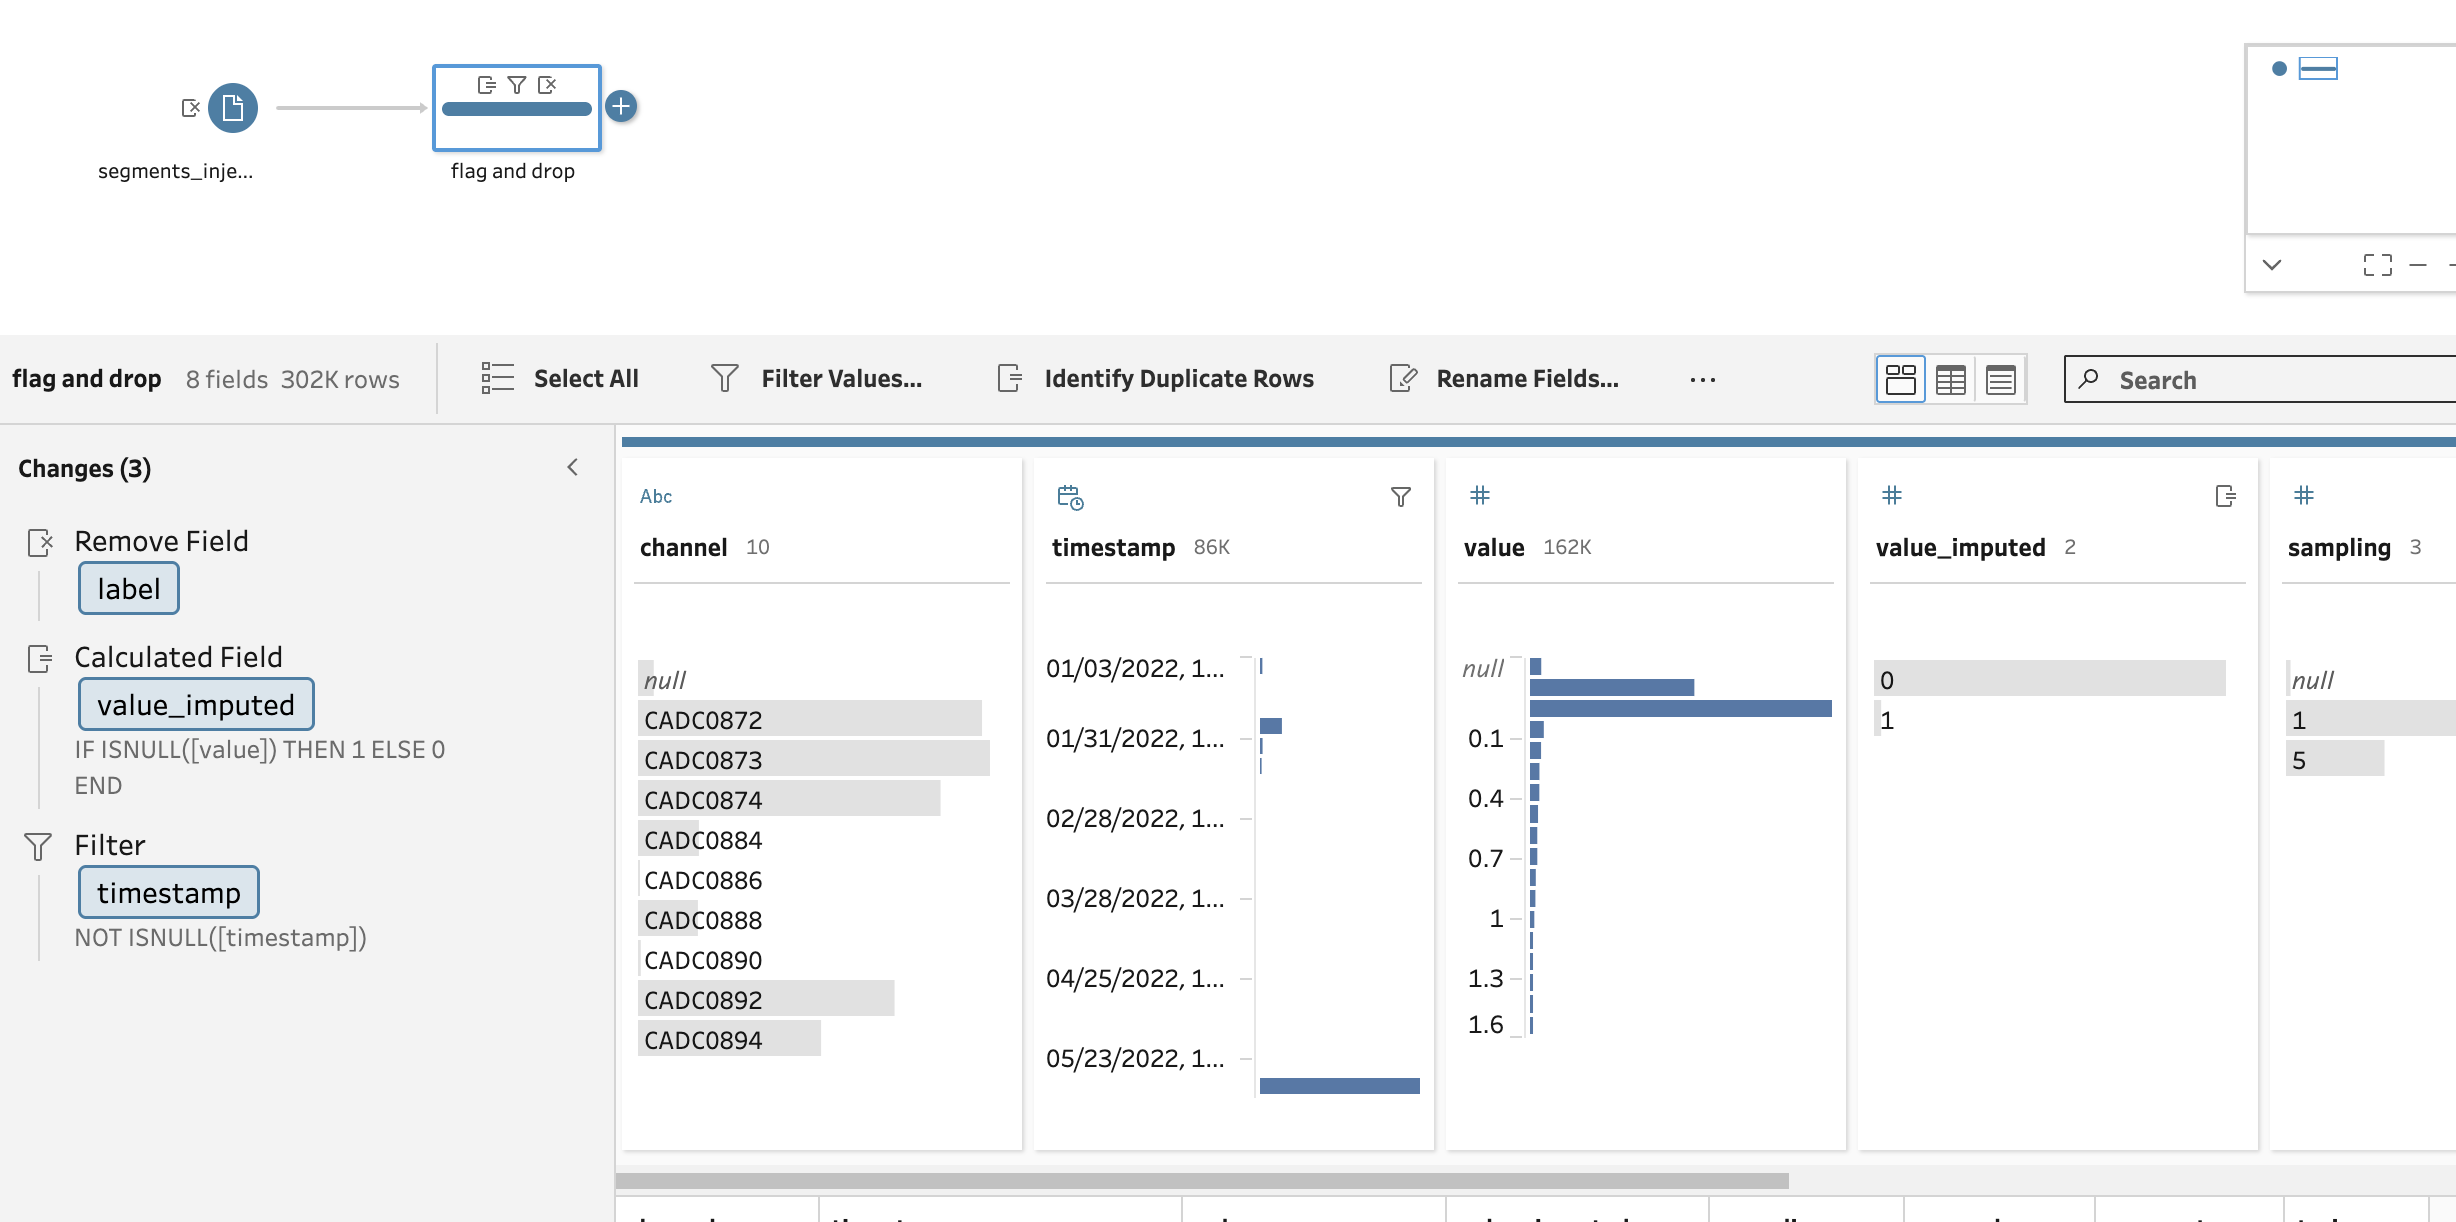 segments_inje...
flag and drop
flag and drop 8 fields 302K rows
Select All
Filter Values...
Identify Duplicate Rows
Rename Fields...
Search
Changes (3)
Remove Field
label
Calculated Field
value_imputed
IF ISNULL([value]) THEN 1 ELSE 0
END
Filter
timestamp
NOT ISNULL([timestamp])
Abc
channel 10
null
CADC0872
CADC0873
CADC0874
CADC0884
CADC0886
CADC0888
CADC0890
CADC0892
CADC0894
timestamp 86K
01/03/2022, 1...
01/31/2022, 1...
02/28/2022, 1...
03/28/2022, 1...
04/25/2022, 1...
05/23/2022, 1...
#
value 162K
null
0.1
0.4
0.7
1
1.3
1.6
#
value_imputed 2
0
1
#
sampling 3
null
1
5